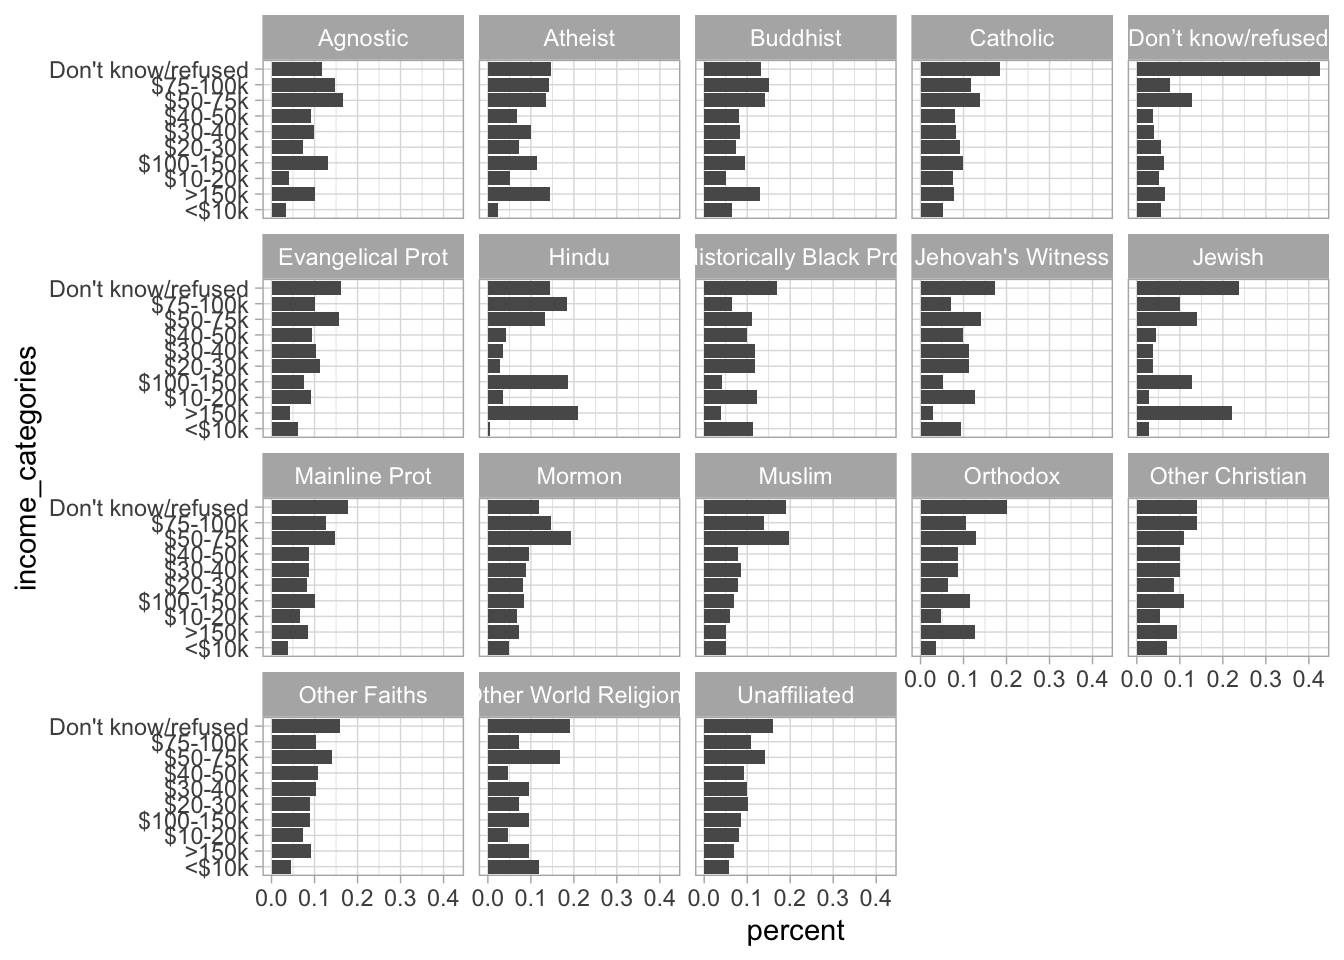 Agnostic
Atheist
Buddhist
Catholic
Don't know/refused
Don't know/refused
$75-100k
$50-75k
$40-50k
$30-40k
$20-30k
$100-150k
$10-20k
>150k
<$10k
Evangelical Prot
Hindu
Historically Black Pro
Jehovah's Witness
Jewish
Don't know/refused
$75-100k
$50-75k
$40-50k
$30-40k
$20-30k
$100-150k
$10-20k
>150k
<$10k
income_categories
Mainline Prot
Mormon
Muslim
Orthodox
Other Christian
Don't know/refused
$75-100k
$50-75k
$40-50k
$30-40k
$20-30k
$100-150k
$10-20k
>150k
<$10k
0.0 0.1 0.2 0.3 0.4
0.0 0.1 0.2 0.3 0.4
Other Faiths
Other World Religion
Unaffiliated
Don't know/refused
$75-100k
$50-75k
$40-50k
$30-40k
$20-30k
$100-150k
$10-20k
>150k
<$10k
0.0 0.1 0.2 0.3 0.4
0.0 0.1 0.2 0.3 0.4
0.0 0.1 0.2 0.3 0.4
percent